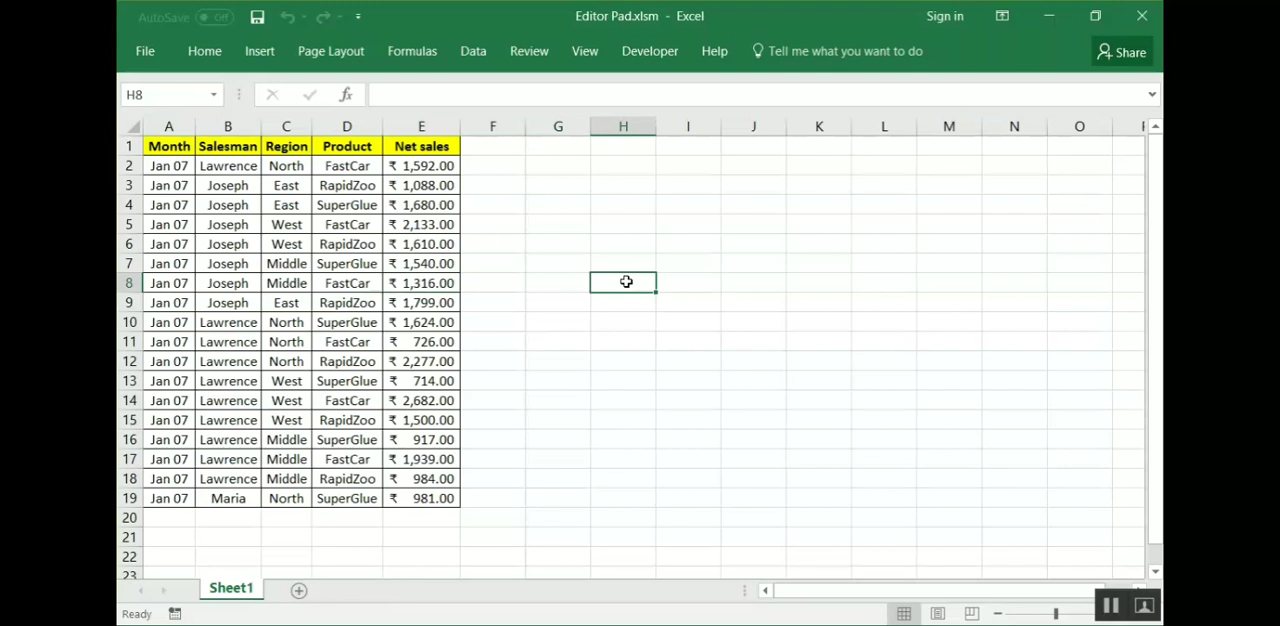 AutoSave Off Editor Pad.xlsm - Excel Sign in
File Home Insert Page Layout Formulas Data Review View Developer Help Tell me what you want to do Share
H8 fx
A B C D E F G H I J K L M N O
1 Month Salesman Region Product Net sales
2 Jan 07 Lawrence North FastCar ₹ 1,592.00
3 Jan 07 Joseph East RapidZoo ₹ 1,088.00
4 Jan 07 Joseph East SuperGlue ₹ 1,680.00
5 Jan 07 Joseph West FastCar ₹ 2,133.00
6 Jan 07 Joseph West RapidZoo ₹ 1,610.00
7 Jan 07 Joseph Middle SuperGlue ₹ 1,540.00
8 Jan 07 Joseph Middle FastCar ₹ 1,316.00
9 Jan 07 Joseph East RapidZoo ₹ 1,799.00
10 Jan 07 Lawrence North SuperGlue ₹ 1,624.00
11 Jan 07 Lawrence North FastCar ₹ 726.00
12 Jan 07 Lawrence North RapidZoo ₹ 2,277.00
13 Jan 07 Lawrence West SuperGlue ₹ 714.00
14 Jan 07 Lawrence West FastCar ₹ 2,682.00
15 Jan 07 Lawrence West RapidZoo ₹ 1,500.00
16 Jan 07 Lawrence Middle SuperGlue ₹ 917.00
17 Jan 07 Lawrence Middle FastCar ₹ 1,939.00
18 Jan 07 Lawrence Middle RapidZoo ₹ 984.00
19 Jan 07 Maria North SuperGlue ₹ 981.00
20
21
22
23
Sheet1
Ready